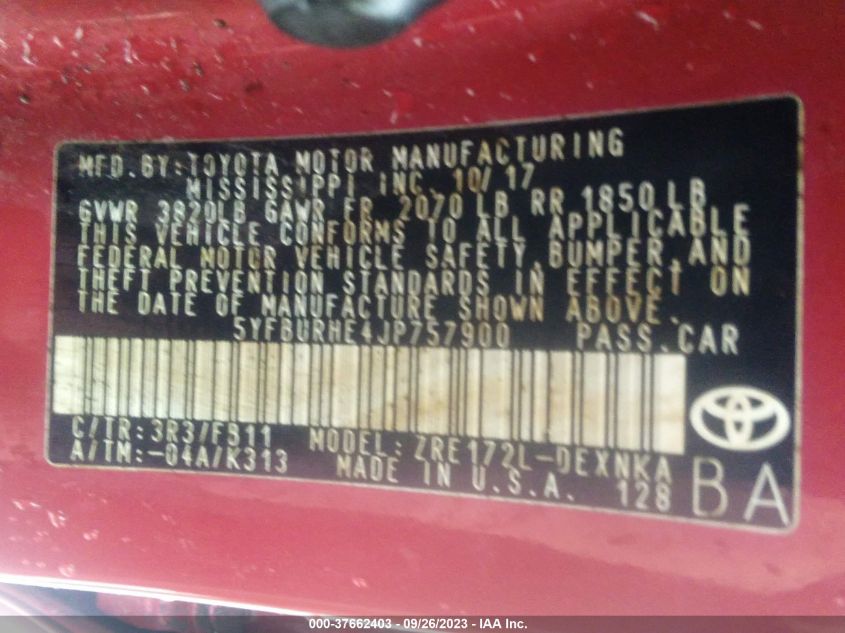 MFD. BY: TOYOTA MOTOR MANUFACTURING
MISSISSIPPI INC. 10/17
GVWR 3820LB GAWR FR 2070 LB RR 1850 LB
THIS VEHICLE CONFORMS TO ALL APPLICABLE
FEDERAL MOTOR VEHICLE SAFETY, BUMPER, AND
THEFT PREVENTION STANDARDS IN EFFECT ON
THE DATE OF MANUFACTURE SHOWN ABOVE.
5YFBURHE4JP757900 PASS. CAR
C/TR: 3R3/FB11 MODEL: ZRE172L-DEXNKA
A/TM: -04A/K313 MADE IN U.S.A. 128
BA
000-37662403 - 09/26/2023 - IAA Inc.